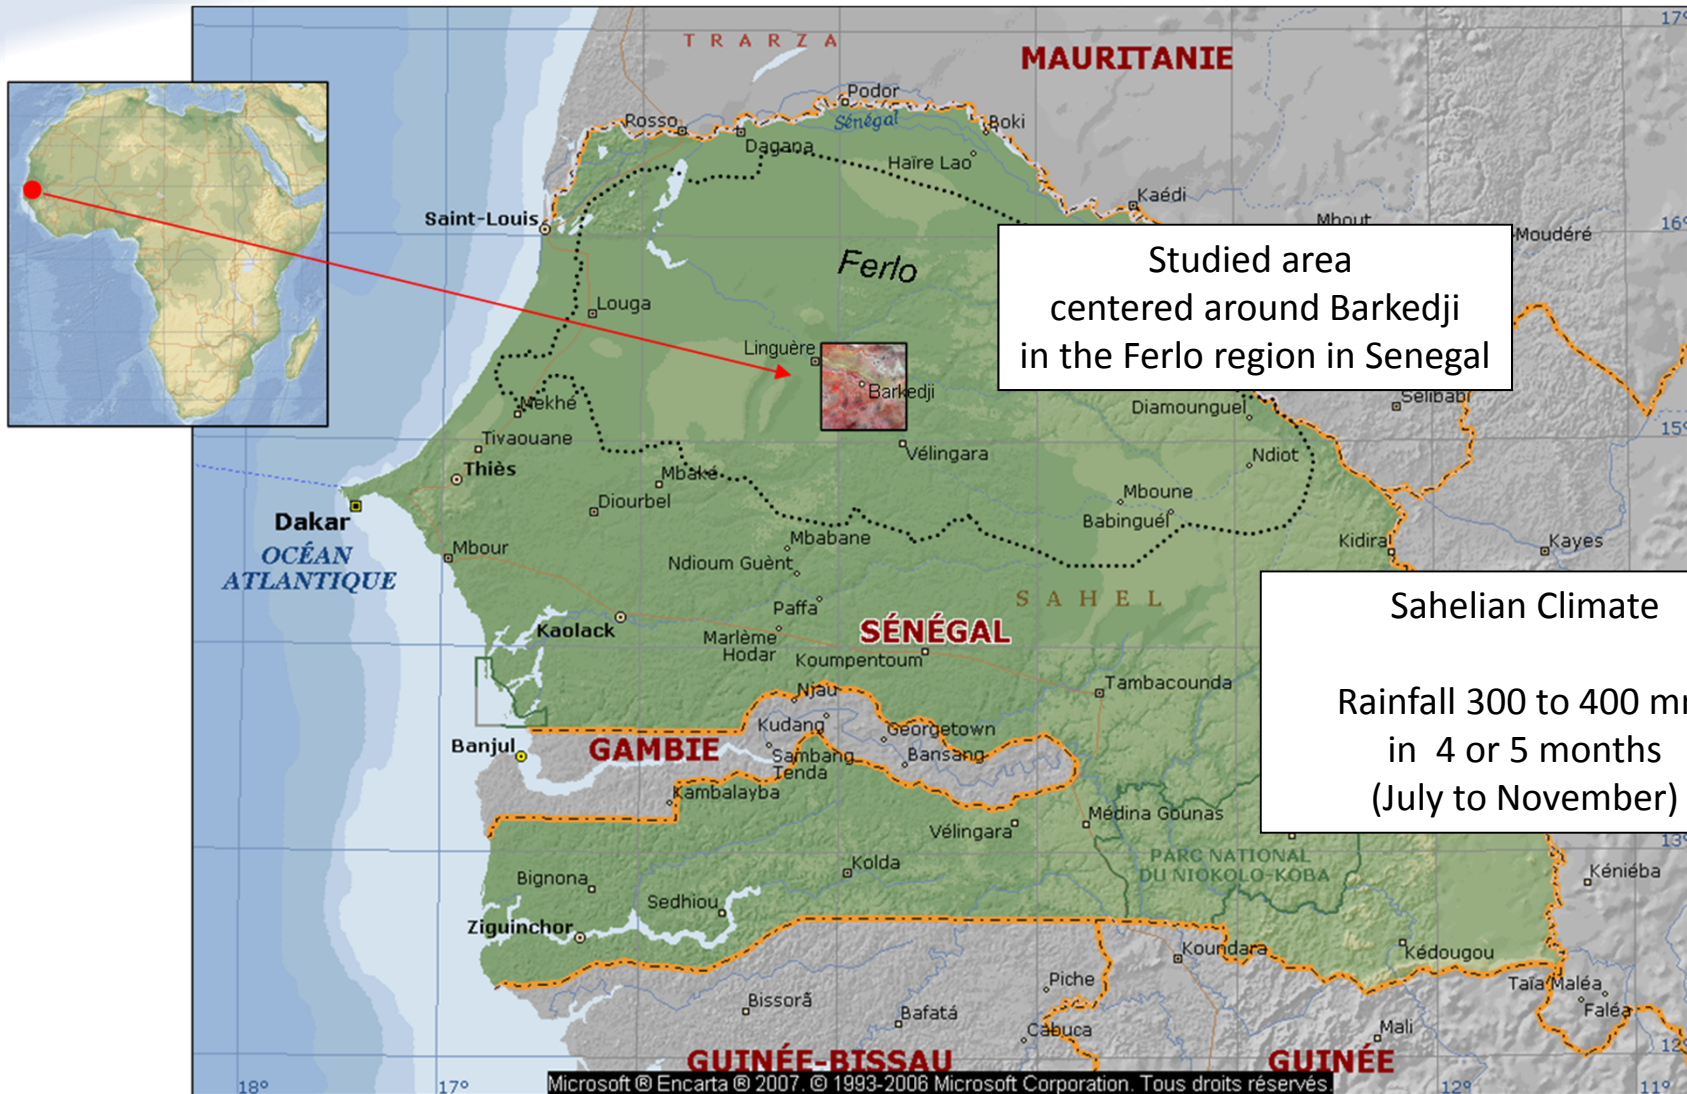 17°
TRARZA
MAURITANIE
Podor
Rosso
Sénégal
Boki
Dagana
Haïre Lao
Kaédi
Saint-Louis
Mbout
16°
Moudéré
Ferlo
Studied area
centered around Barkedji
in the Ferlo region in Senegal
Louga
Linguère
Barkedji
Mekhé
Diamounguel
Sélibabi
15°
Tivaouane
Thiès
Vélingara
Ndiot
Mbaké
Diourbel
Mboune
Babinguél
Dakar
OCÉAN
ATLANTIQUE
Mbour
Mbabane
Ndioum Guènt
Kidira
Kayes
Paffa
SAHEL
Sahelian Climate
Kaolack
Marlème
Hodar
SÉNÉGAL
Koumpentoum
Tambacounda
Rainfall 300 to 400 m
in 4 or 5 months
(July to November)
Njau
Kudang
Georgetown
Banjul
GAMBIE
Sambang
Tenda
Bansang
Kambalayba
Vélingara
Médina Gounas
13°
PARC NATIONAL
DU NIOKOLO-KOBA
Kolda
Bignona
Kéniéba
Sedhiou
Ziguinchor
Koundara
Kédougou
Piche
Taïa Maléa
Faléa
Bissorã
Bafatá
Cabuca
Mali
12°
GUINÉE-BISSAU
GUINÉE
18°
17°
Microsoft ® Encarta ® 2007. © 1993-2006 Microsoft Corporation. Tous droits réservés.
12°
11°